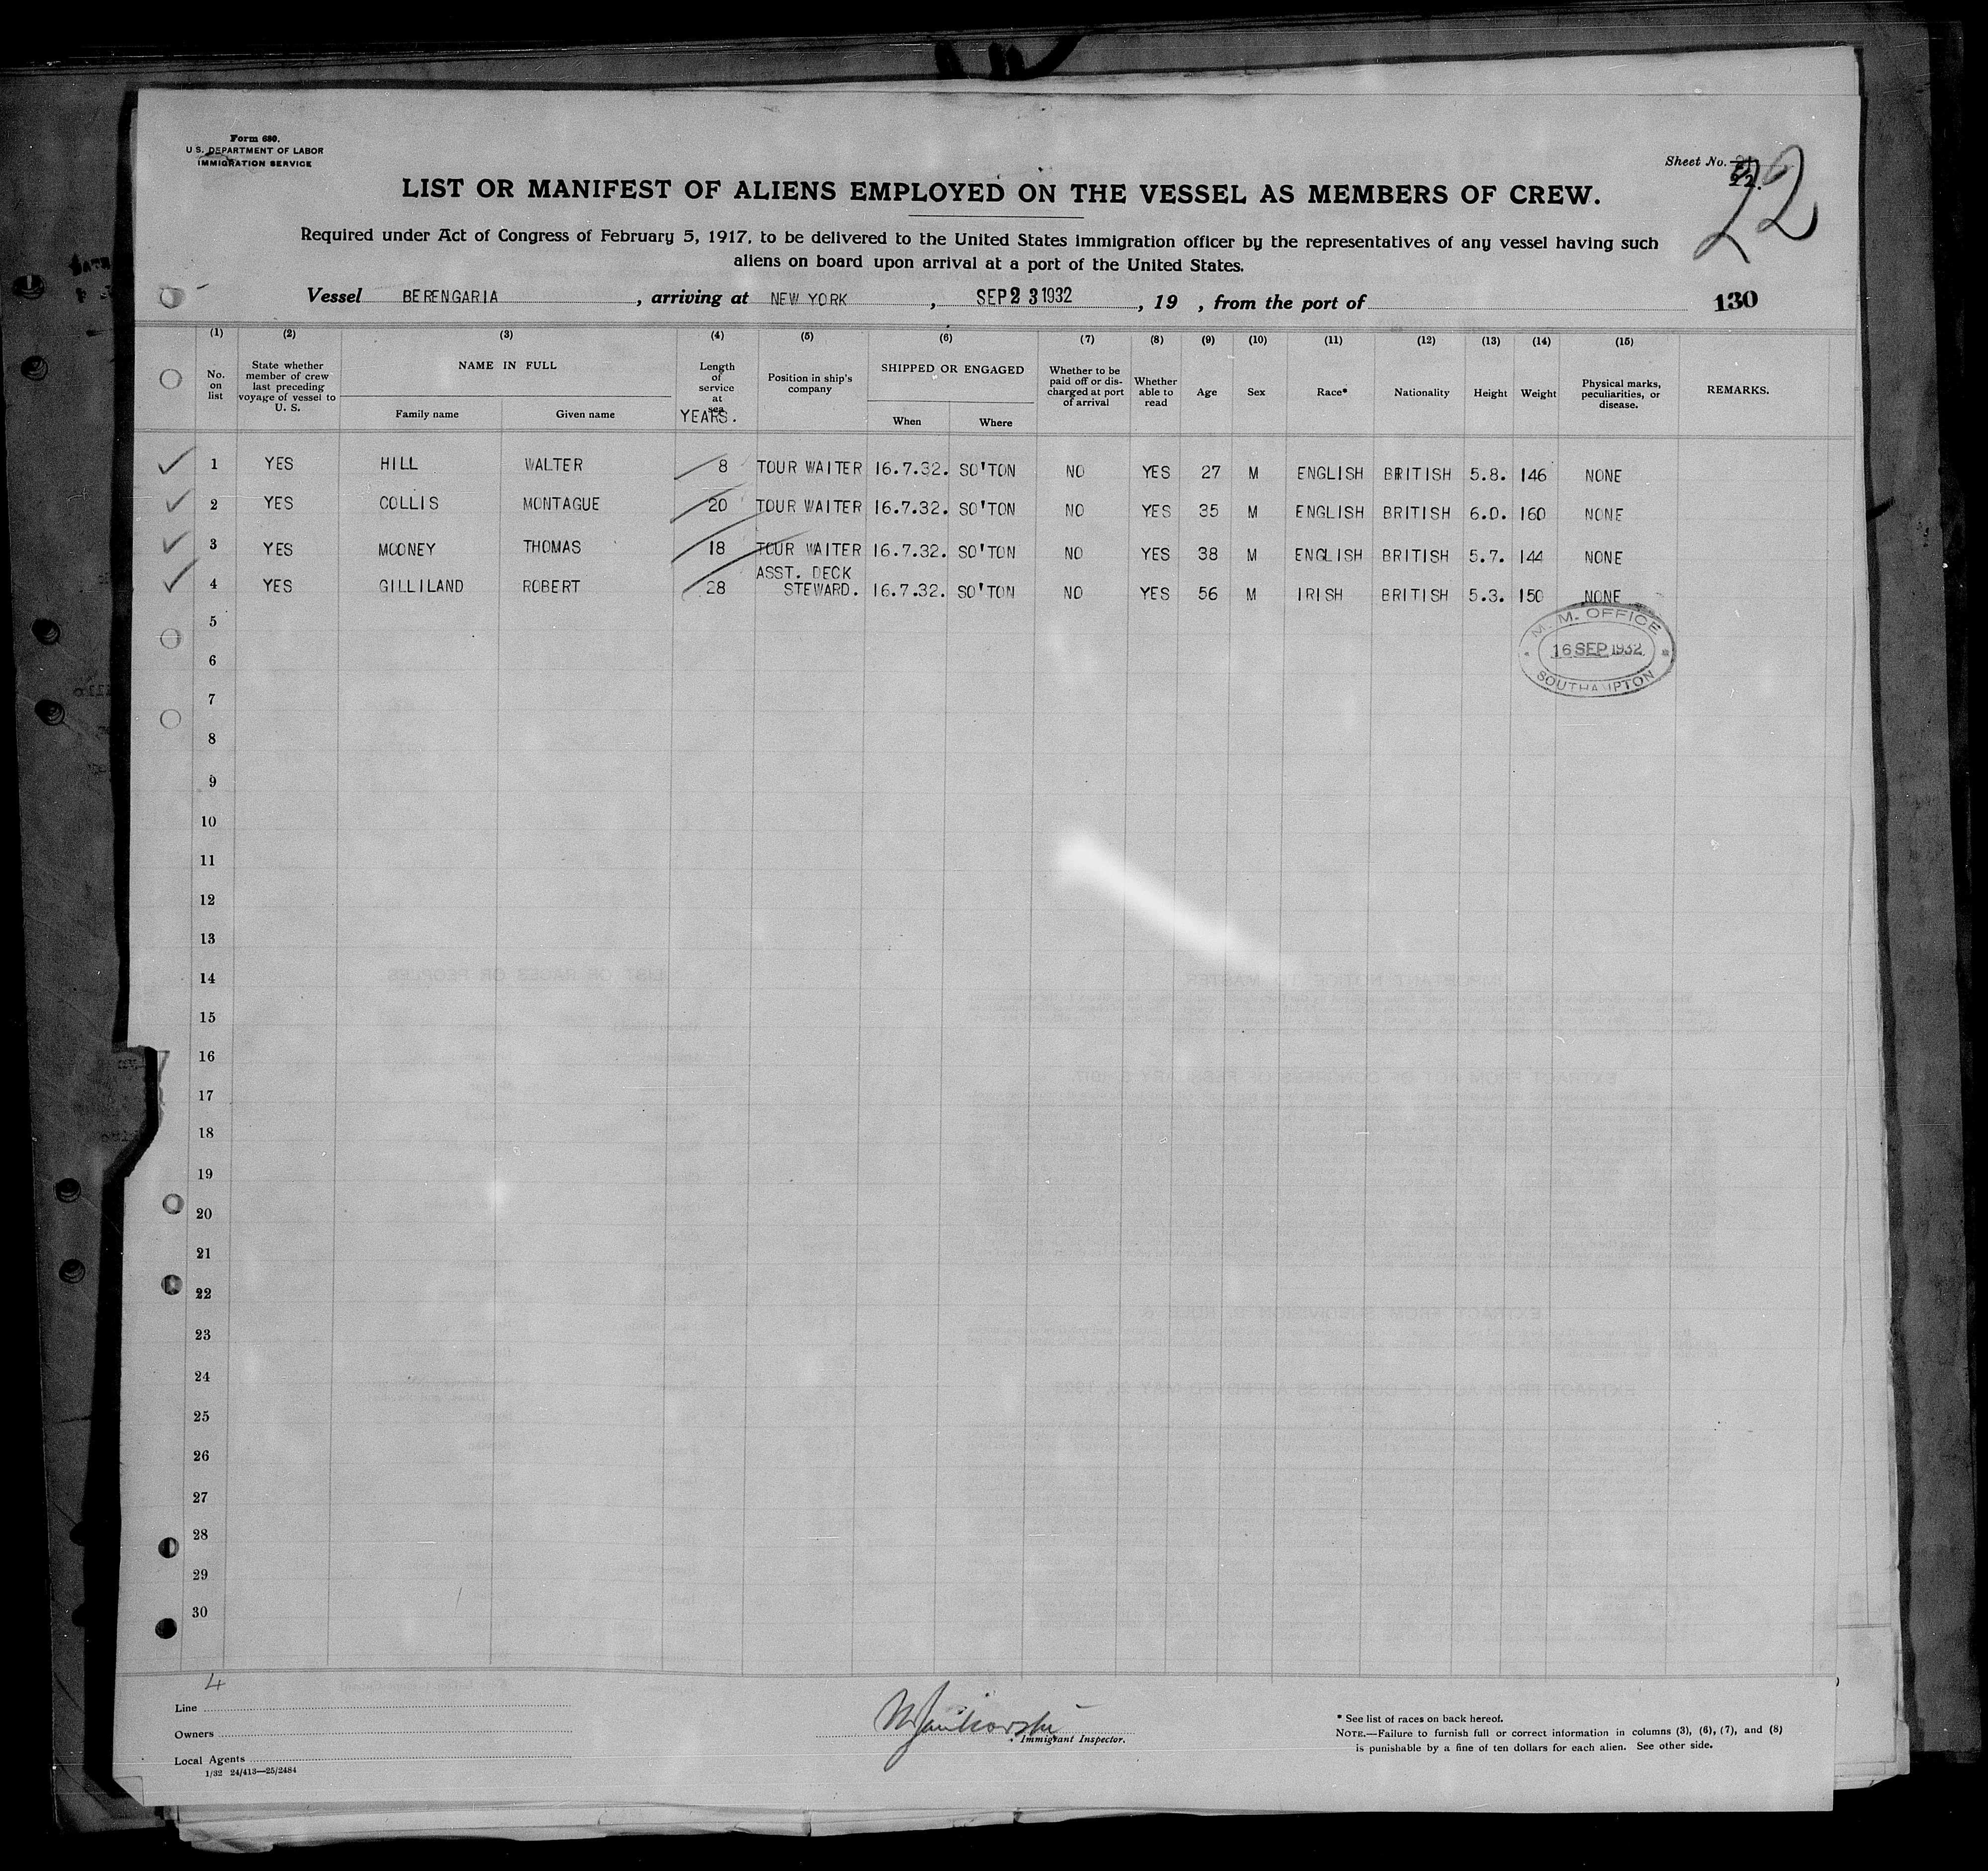 Form 680.
U.S. DEPARTMENT OF LABOR
IMMIGRATION SERVICE
Sheet No. 22.
22
LIST OR MANIFEST OF ALIENS EMPLOYED ON THE VESSEL AS MEMBERS OF CREW.
Required under Act of Congress of February 5, 1917, to be delivered to the United States immigration officer by the representatives of any vessel having such
aliens on board upon arrival at a port of the United States.
Vessel BERENGARIA, arriving at NEW YORK, SEP 23 1932, 19 , from the port of
130
(1) (2) (3) (4) (5) (6) (7) (8) (9) (10) (11) (12) (13) (14) (15)
No. on list
State whether member of crew last preceding voyage of vessel to U. S.
NAME IN FULL
Family name
Given name
Length of service at sea
YEARS.
Position in ship's company
SHIPPED OR ENGAGED
When
Where
Whether to be paid off or discharged at port of arrival
Whether able to read
Age
Sex
Race*
Nationality
Height
Weight
Physical marks, peculiarities, or disease.
REMARKS.
1 YES HILL WALTER 8 TOUR WAITER 16.7.32. SO'TON NO YES 27 M ENGLISH BRITISH 5.8. 146 NONE
2 YES COLLIS MONTAGUE 20 TOUR WAITER 16.7.32. SO'TON NO YES 35 M ENGLISH BRITISH 6.0. 160 NONE
3 YES MOONEY THOMAS 18 TOUR WAITER 16.7.32. SO'TON NO YES 38 M ENGLISH BRITISH 5.7. 144 NONE
4 YES GILLILAND ROBERT 28 ASST. DECK STEWARD. 16.7.32. SO'TON NO YES 56 M IRISH BRITISH 5.3. 150 NONE
M. M. OFFICE
16 SEP 1932
SOUTHAMPTON
5
6
7
8
9
10
11
12
13
14
15
16
17
18
19
20
21
22
23
24
25
26
27
28
29
30
4
Line
Owners
Local Agents
1/32 24/413—25/2484
Immigrant Inspector.
* See list of races on back hereof.
NOTE.—Failure to furnish full or correct information in columns (3), (6), (7), and (8)
is punishable by a fine of ten dollars for each alien. See other side.